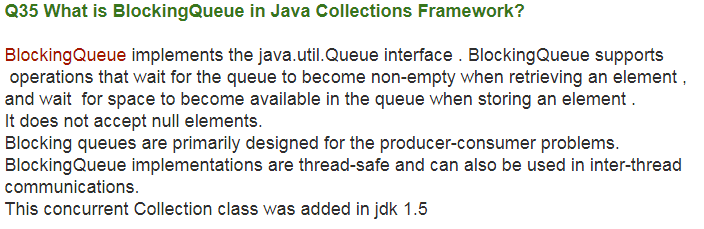 Q35 What is BlockingQueue in Java Collections Framework?
BlockingQueue implements the java.util.Queue interface . BlockingQueue supports
operations that wait for the queue to become non-empty when retrieving an element ,
and wait  for space to become available in the queue when storing an element .
It does not accept null elements.
Blocking queues are primarily designed for the producer-consumer problems.
BlockingQueue implementations are thread-safe and can also be used in inter-thread
communications.
This concurrent Collection class was added in jdk 1.5